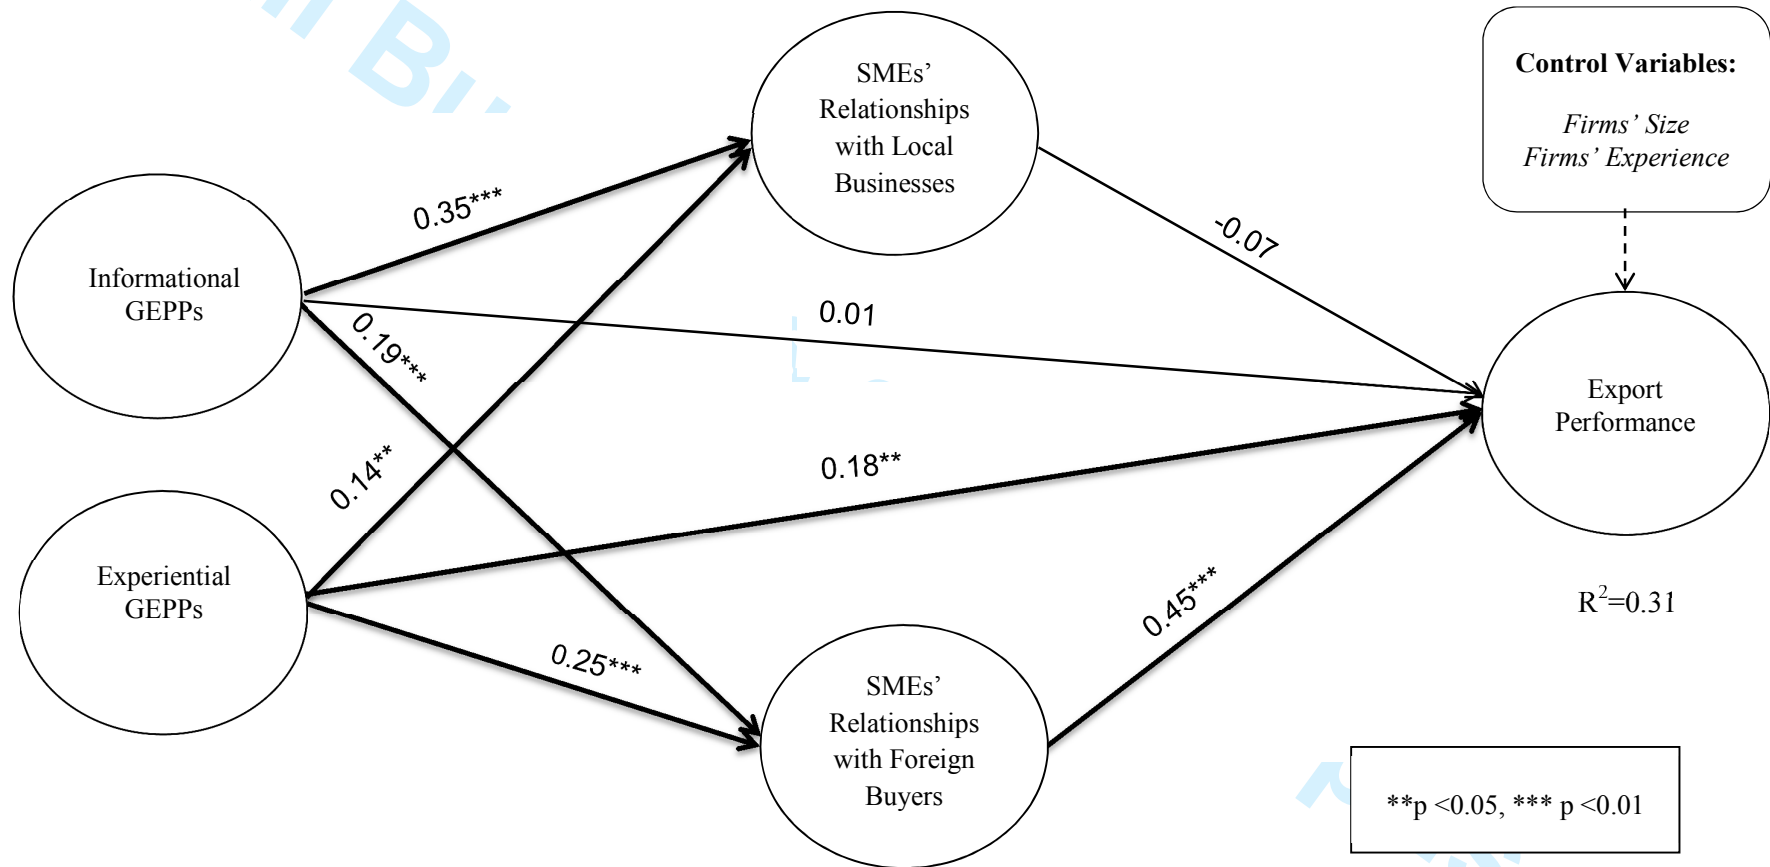 SMEs’
Relationships
with Local
Businesses
Control Variables:
Firms’ Size
Firms’ Experience
Informational
GEPPs
0.35***
-0.07
0.01
0.19***
Export
Performance
0.14**
0.18**
Experiential
GEPPs
0.25***
0.45***
R²=0.31
SMEs’
Relationships
with Foreign
Buyers
**p <0.05, *** p <0.01